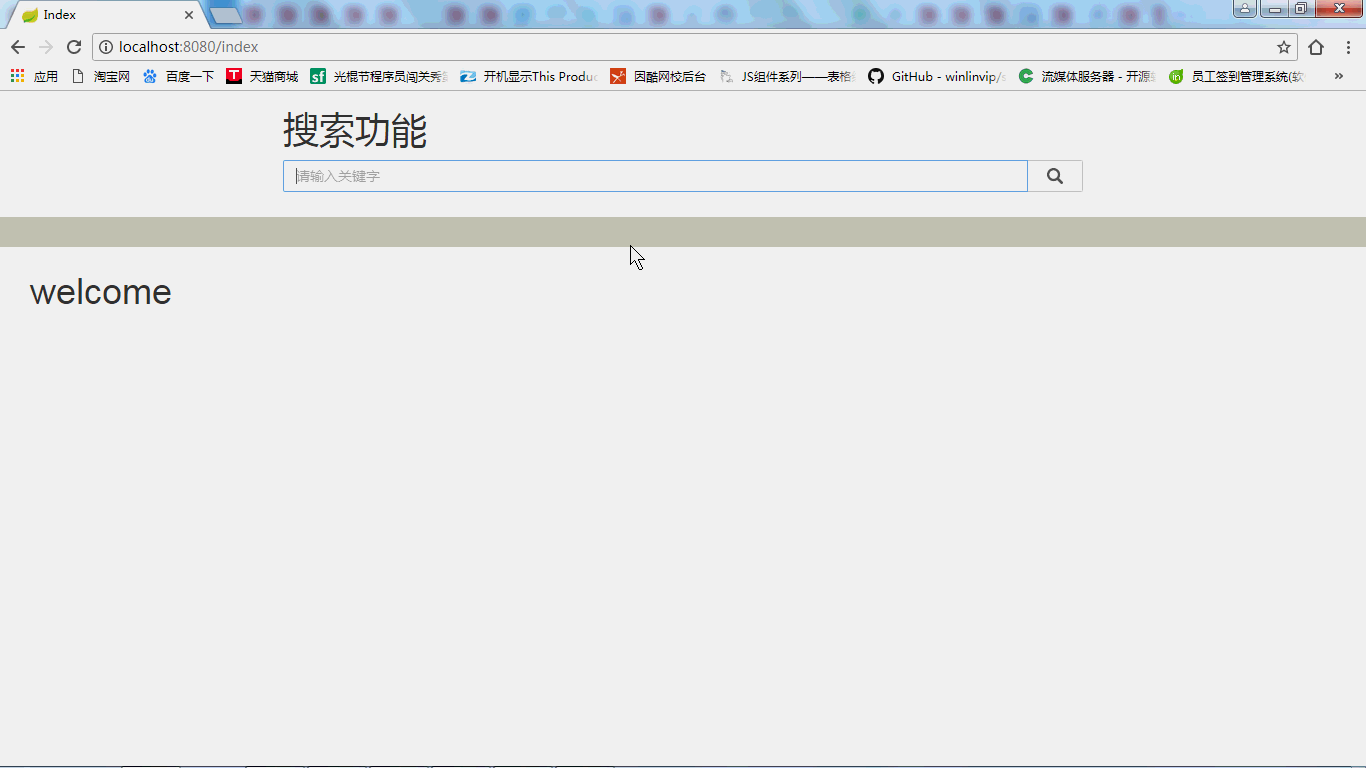 Index
localhost:8080/index
应用 淘宝网 百度一下 T 天猫商城 sf 光棍节程序员闯关秀 开机显示This Produc 因酷网校后台 JS组件系列——表格 GitHub - winlinvip/s 流媒体服务器 - 开源 员工签到管理系统(软 »
搜索功能
请输入关键字
welcome